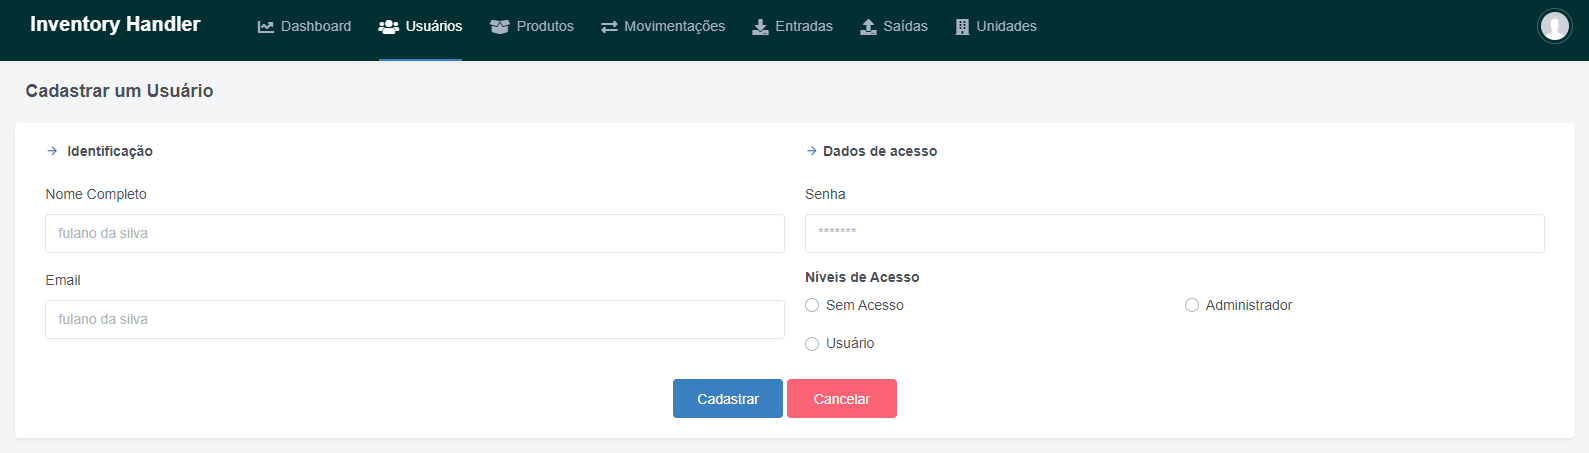 Inventory Handler
Dashboard
Usuários
Produtos
Movimentações
Entradas
Saídas
Unidades
Cadastrar um Usuário
Identificação
Nome Completo
fulano da silva
Email
fulano da silva
Dados de acesso
Senha
*******
Níveis de Acesso
Sem Acesso
Administrador
Usuário
Cadastrar
Cancelar